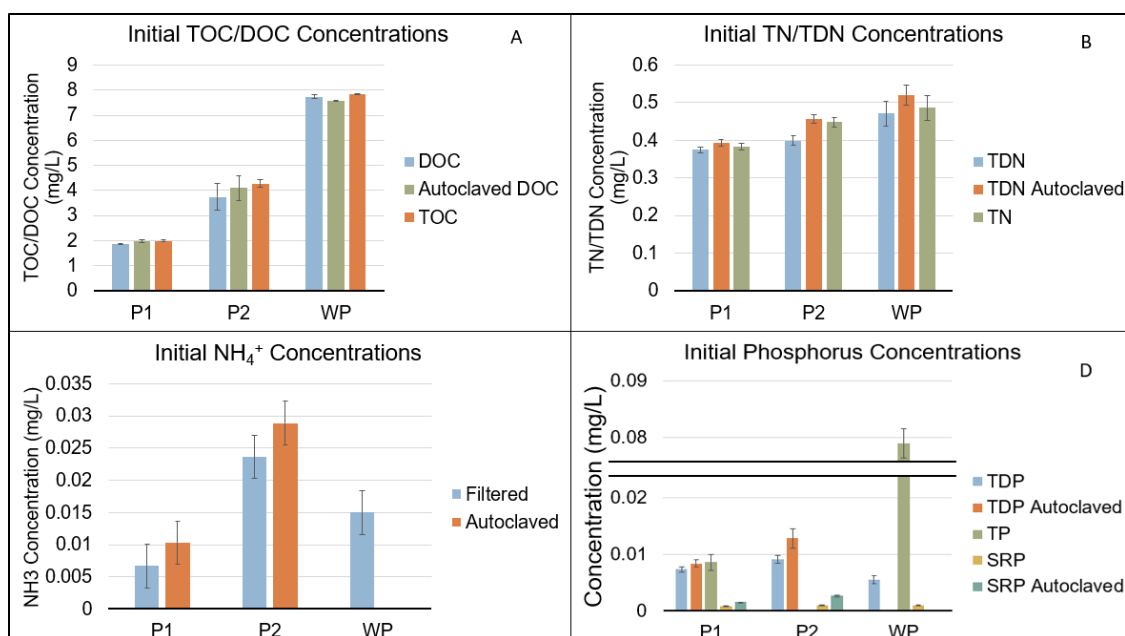 Initial TOC/DOC Concentrations
A
TOC/DOC Concentration
(mg/L)
9
8
7
6
5
4
3
2
1
0
P1 P2 WP
DOC
Autoclaved DOC
TOC
Initial TN/TDN Concentrations
B
TN/TDN Concentration
(mg/L)
0.6
0.5
0.4
0.3
0.2
0.1
0
P1 P2 WP
TDN
TDN Autoclaved
TN
Initial NH₄⁺ Concentrations
NH3 Concentration (mg/L)
0.035
0.03
0.025
0.02
0.015
0.01
0.005
0
P1 P2 WP
Filtered
Autoclaved
Initial Phosphorus Concentrations
D
Concentration (mg/L)
0.09
0.08
0.02
0.01
0
P1 P2 WP
TDP
TDP Autoclaved
TP
SRP
SRP Autoclaved